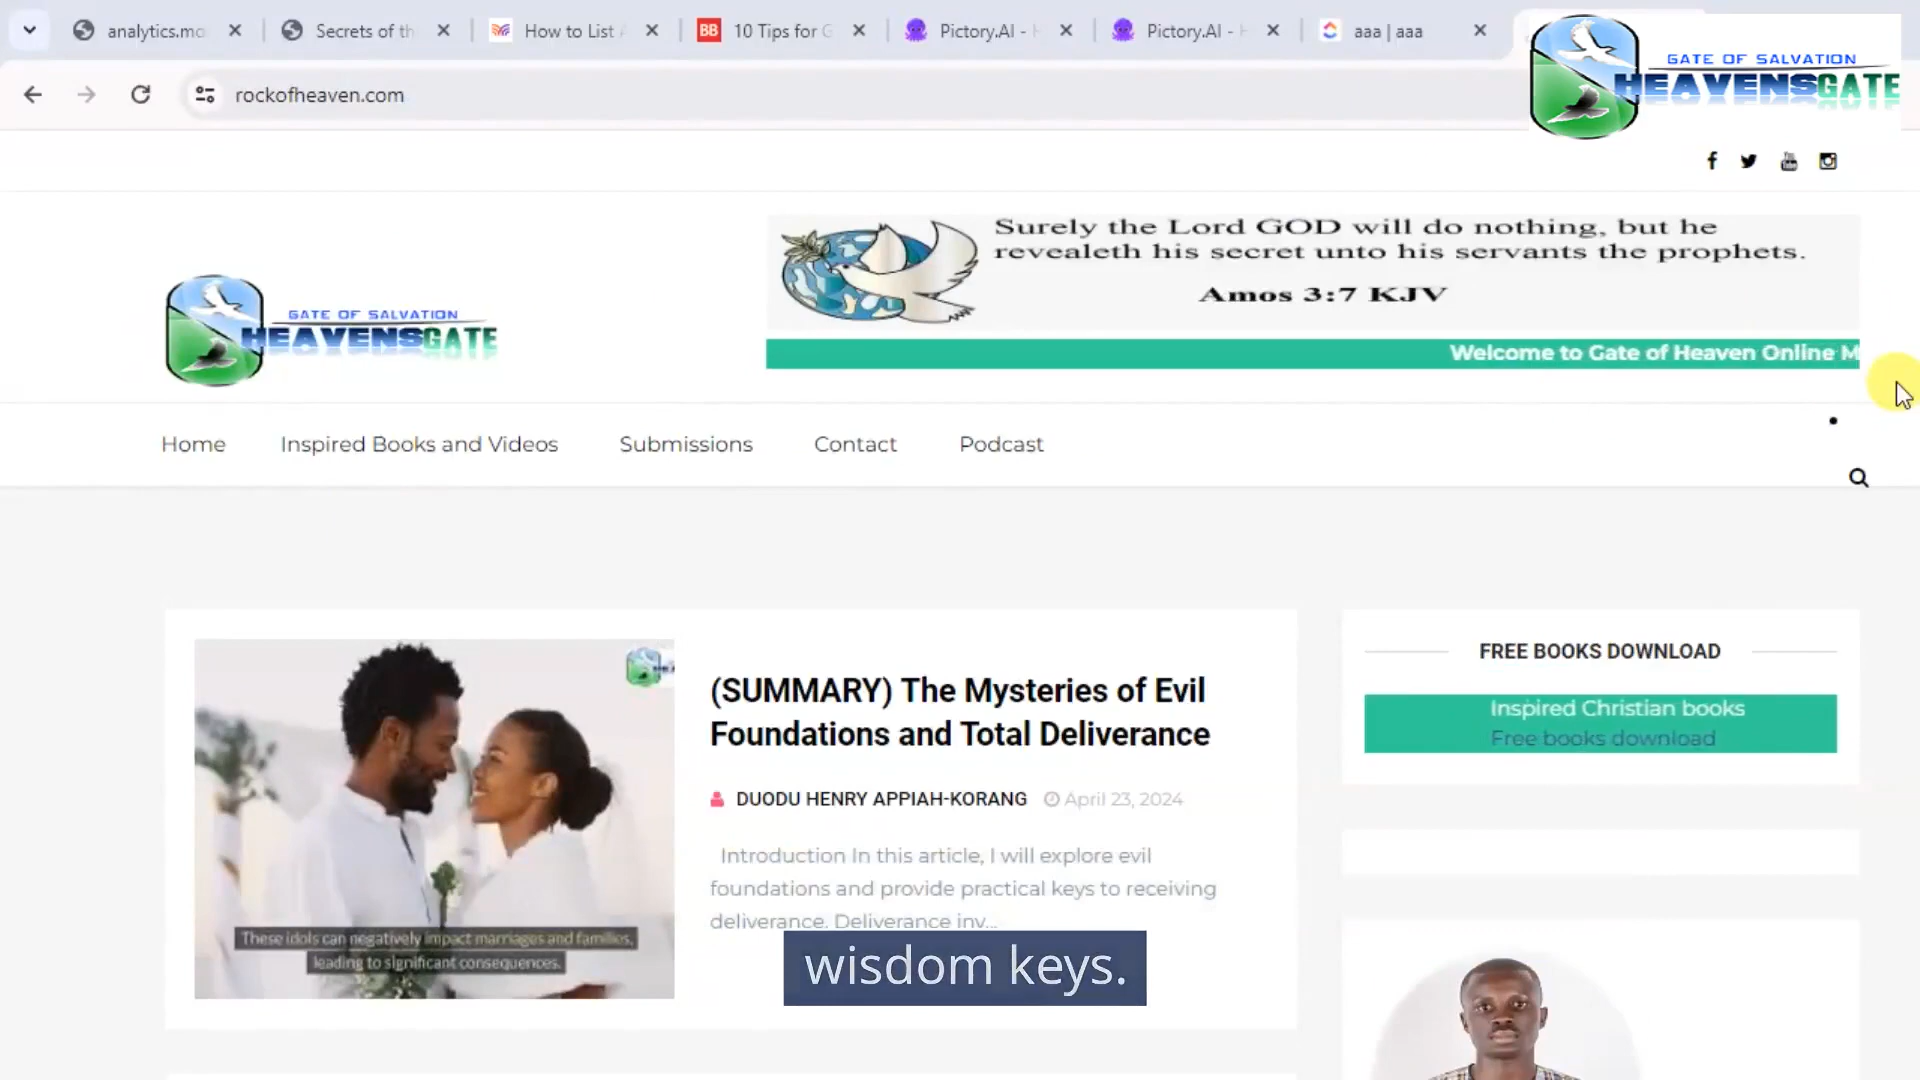 analytics.mo
Secrets of th
How to List
BB
10 Tips for G
Pictory.AI -
Pictory.AI -
aaa | aaa
rockofheaven.com
GATE OF SALVATION
HEAVENSGATE
Surely the Lord GOD will do nothing, but he
revealeth his secret unto his servants the prophets.
Amos 3:7 KJV
GATE OF SALVATION
HEAVENSGATE
Welcome to Gate of Heaven Online M
Home
Inspired Books and Videos
Submissions
Contact
Podcast
(SUMMARY) The Mysteries of Evil
Foundations and Total Deliverance
DUODU HENRY APPIAH-KORANG
April 23, 2024
Introduction In this article, I will explore evil
foundations and provide practical keys to receiving
deliverance. Deliverance inv...
These idols can negatively impact marriages and families,
leading to significant consequences.
wisdom keys.
FREE BOOKS DOWNLOAD
Inspired Christian books
Free books download